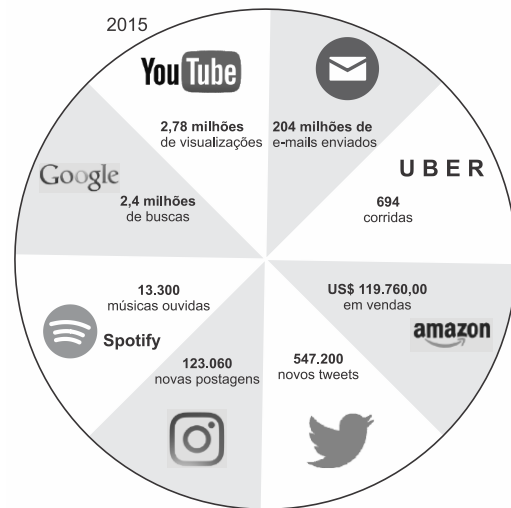 2015
You Tube
2,78 milhões
de visualizações
204 milhões de
e-mails enviados
UBER
694
corridas
Google
2,4 milhões
de buscas
13.300
músicas ouvidas
Spotify
US$ 119.760,00
em vendas
amazon
123.060
novas postagens
547.200
novos tweets